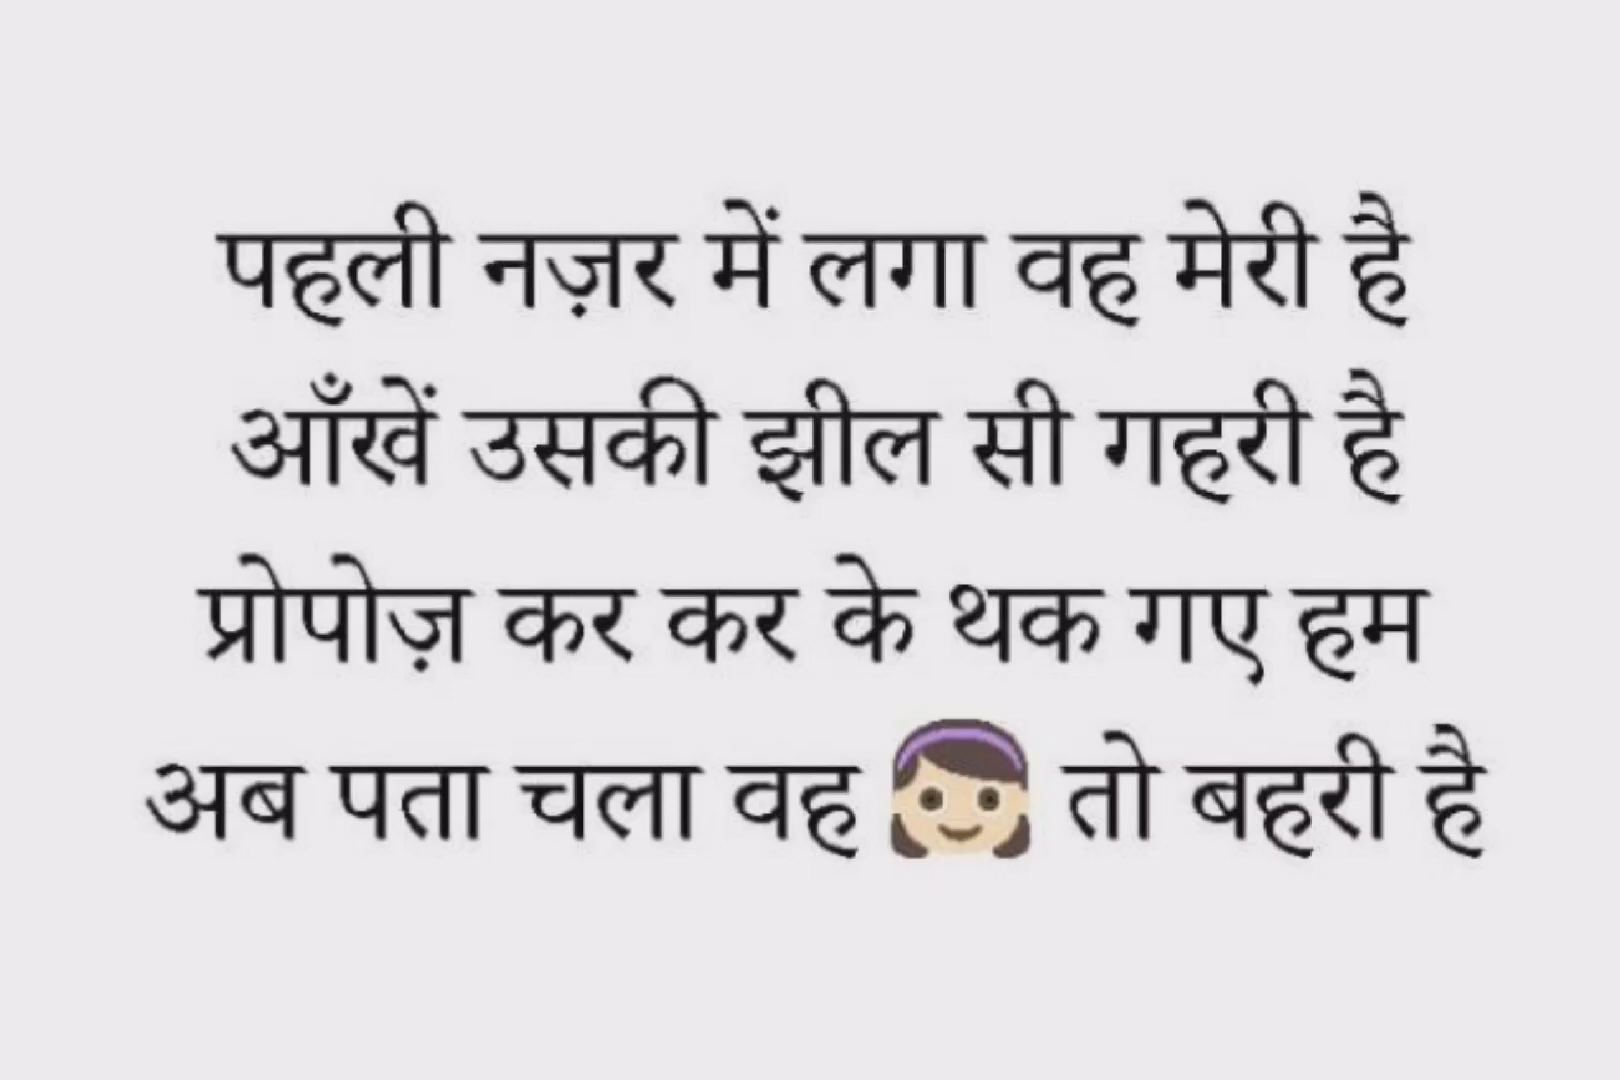 पहली नज़र में लगा वह मेरी है
आँखें उसकी झील सी गहरी है
प्रोपोज़ कर कर के थक गए हम
अब पता चला वह 👧🏻 तो बहरी है